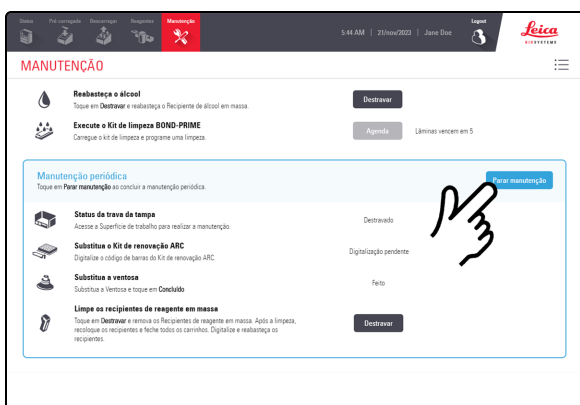 Status Pré-carregado Descarregar Reagentes Manutenção
5:44 AM | 21/nov/2023 | Jane Doe
Logout
Leica
BIOSYSTEMS
MANUTENÇÃO
Reabasteça o álcool
Toque em Destravar e reabasteça o Recipiente de álcool em massa.
Destravar
Execute o Kit de limpeza BOND-PRIME
Carregue o kit de limpeza e programe uma limpeza.
Agenda
Lâminas vencem em 5
Manutenção periódica
Toque em Parar manutenção ao concluir a manutenção periódica.
Parar manutenção
Status da trava da tampa
Acesse a Superfície de trabalho para realizar a manutenção.
Destravado
Substitua o Kit de renovação ARC
Digitalize o código de barras do Kit de renovação ARC
Digitalização pendente
Substitua a ventosa
Substitua a Ventosa e toque em Concluído
Feito
Limpe os recipientes de reagente em massa
Toque em Destravar e remova os Recipientes de reagente em massa. Após a limpeza,
recoloque os recipientes e feche todos os carrinhos. Digitalize e reabasteça os
recipientes.
Destravar